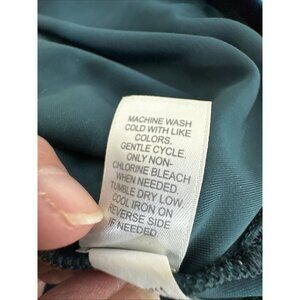 MACHINE WASH
COLD WITH LIKE
COLORS.
GENTLE CYCLE.
ONLY NON-
CHLORINE BLEACH
WHEN NEEDED.
TUMBLE DRY LOW.
COOL IRON ON
REVERSE SIDE
IF NEEDED.